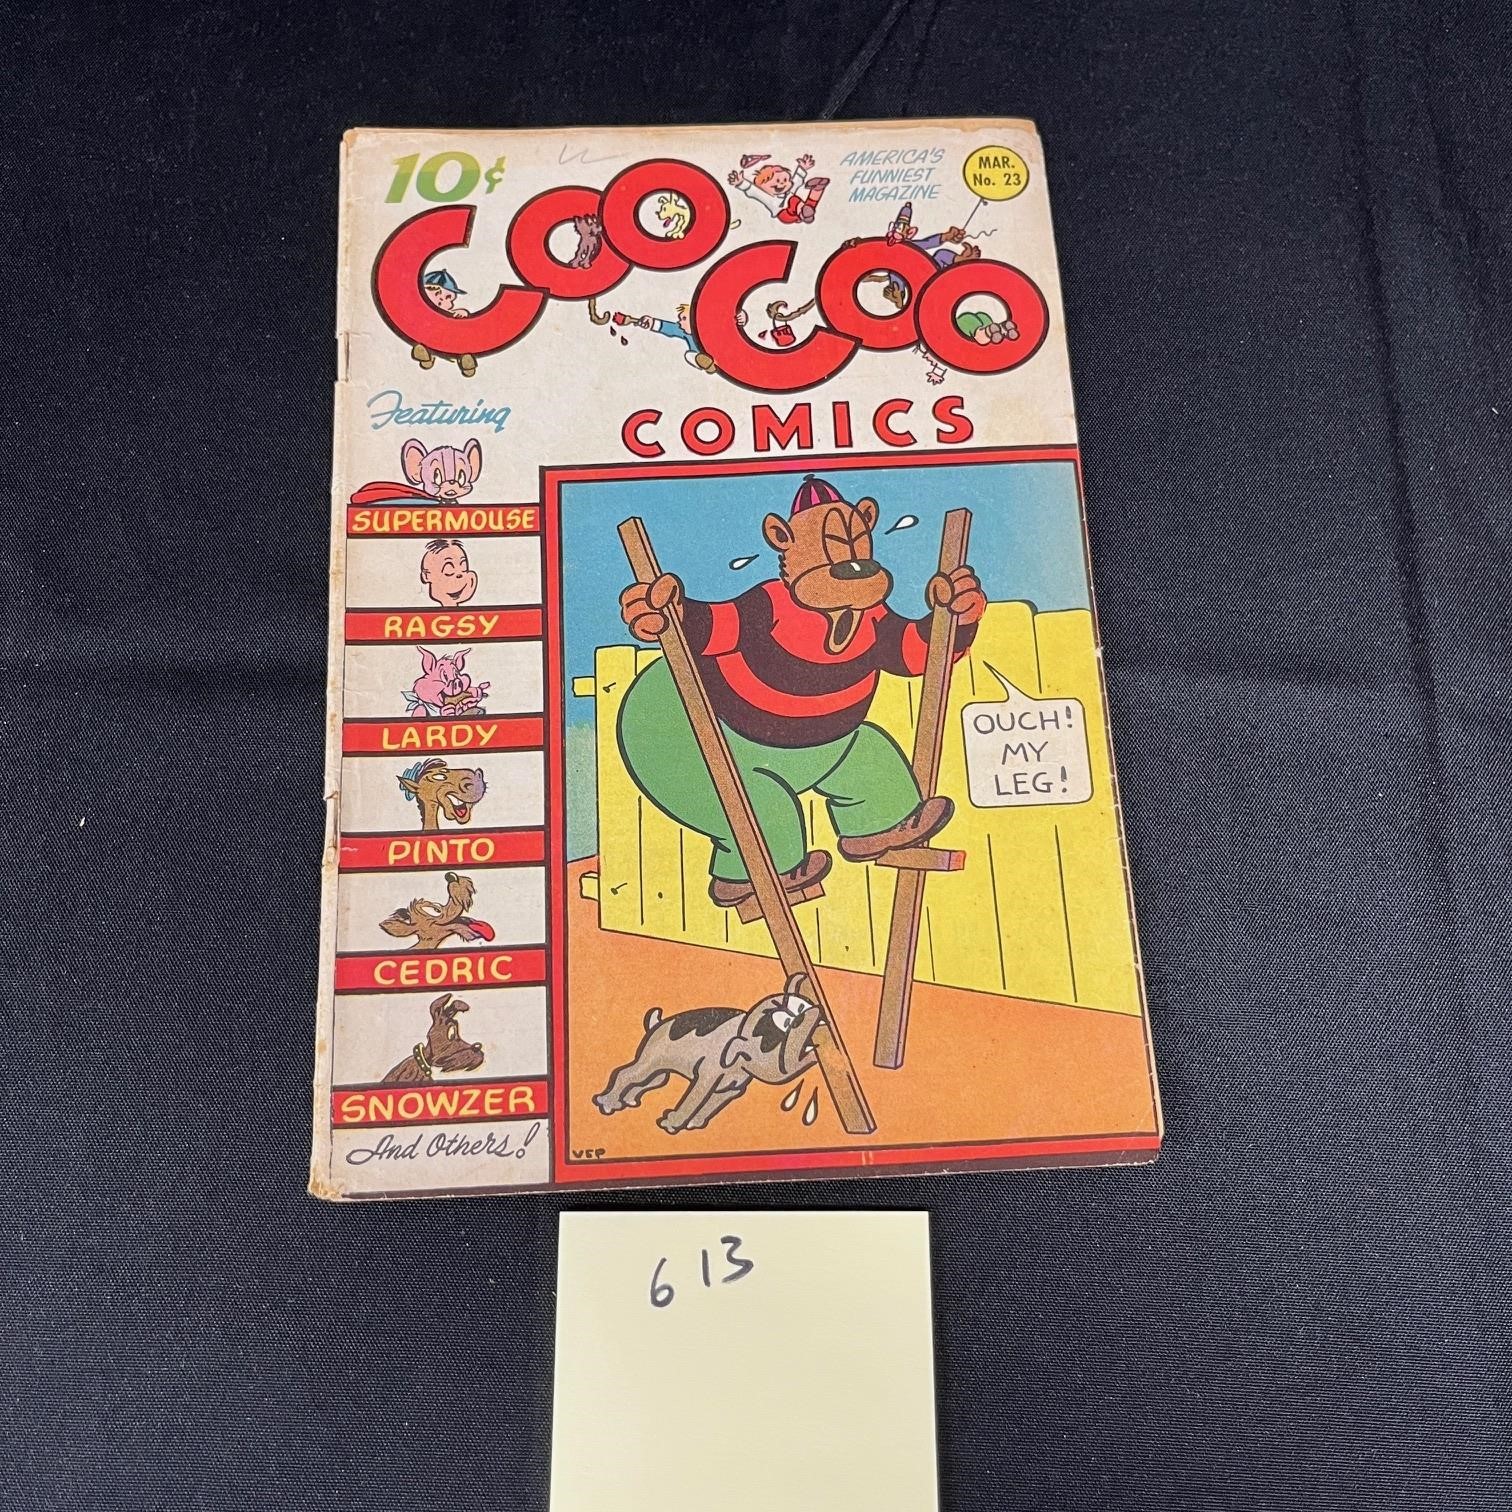 10¢
AMERICA'S
FUNNIEST
MAGAZINE
MAR.
No. 23
COO COO
COMICS
Featuring
SUPERMOUSE
RAGSY
LARDY
PINTO
CEDRIC
SNOWZER
And Others!
OUCH!
MY
LEG!
VEP
613